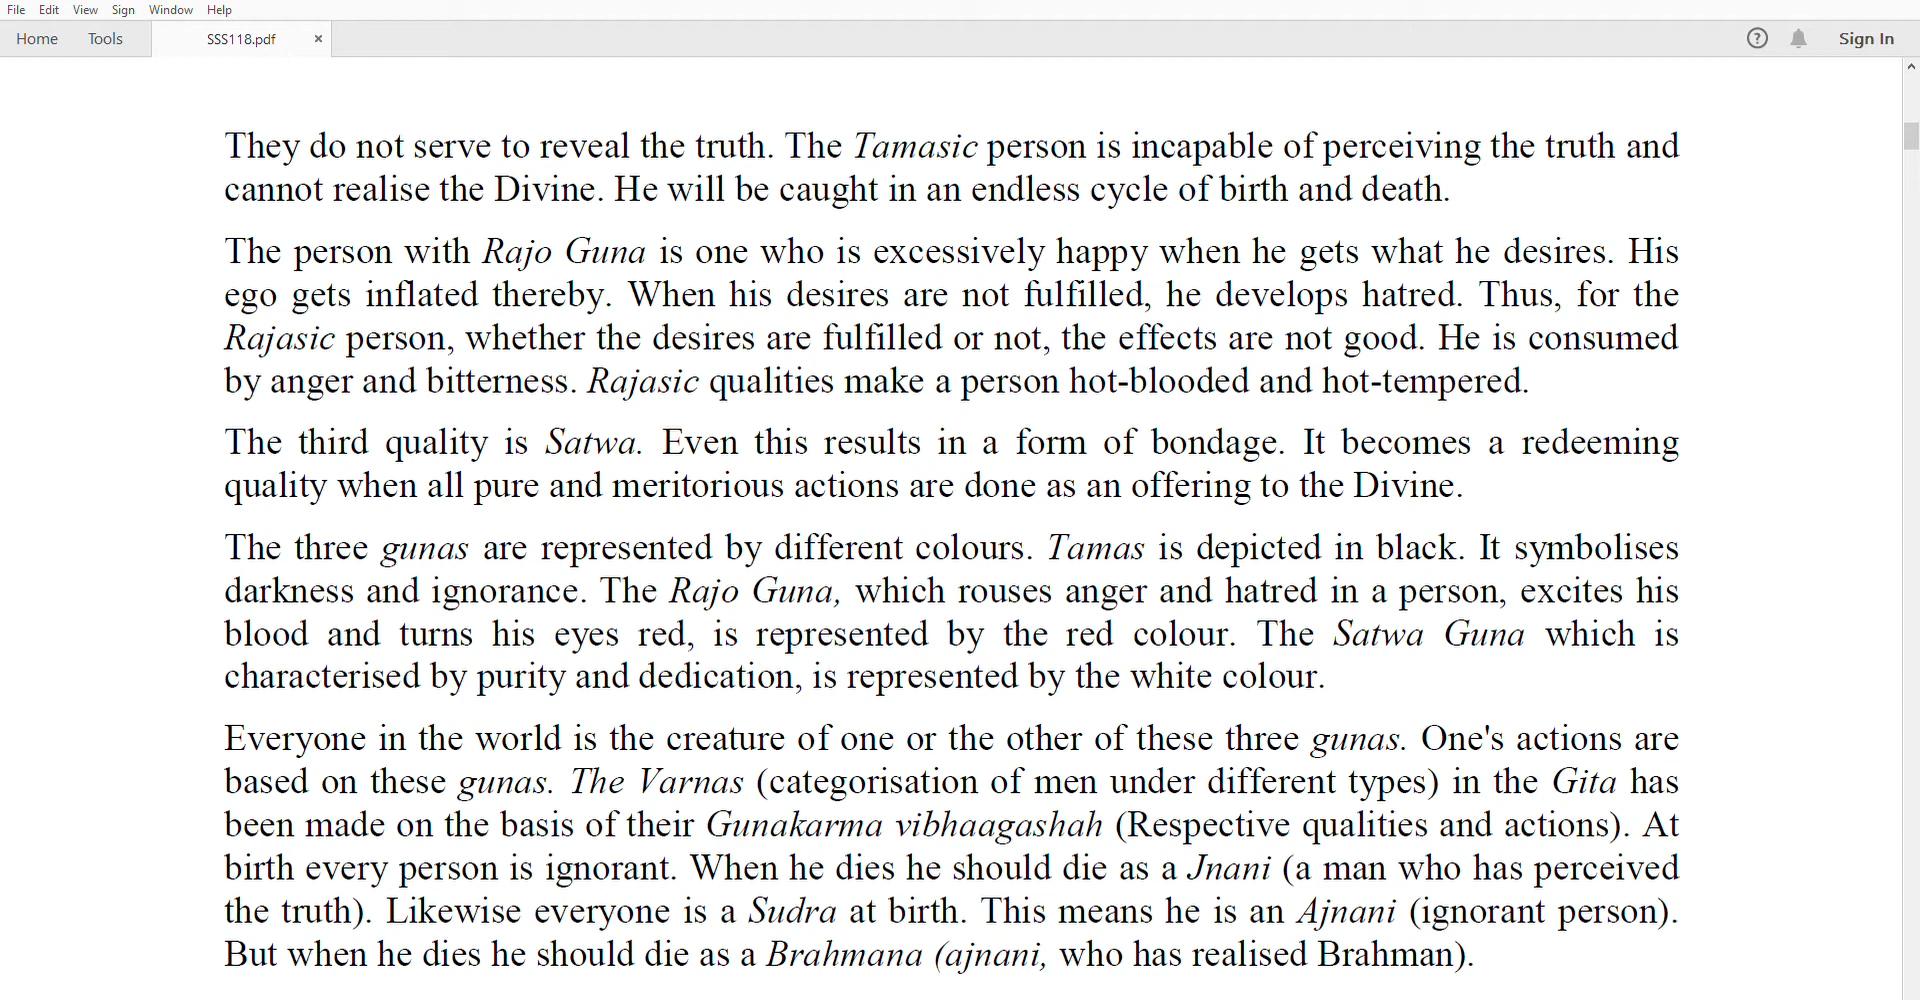 File Edit View Sign Window Help
Home Tools SSS118.pdf × ? Sign In
They do not serve to reveal the truth. The Tamasic person is incapable of perceiving the truth and
cannot realise the Divine. He will be caught in an endless cycle of birth and death.
The person with Rajo Guna is one who is excessively happy when he gets what he desires. His
ego gets inflated thereby. When his desires are not fulfilled, he develops hatred. Thus, for the
Rajasic person, whether the desires are fulfilled or not, the effects are not good. He is consumed
by anger and bitterness. Rajasic qualities make a person hot-blooded and hot-tempered.
The third quality is Satwa. Even this results in a form of bondage. It becomes a redeeming
quality when all pure and meritorious actions are done as an offering to the Divine.
The three gunas are represented by different colours. Tamas is depicted in black. It symbolises
darkness and ignorance. The Rajo Guna, which rouses anger and hatred in a person, excites his
blood and turns his eyes red, is represented by the red colour. The Satwa Guna which is
characterised by purity and dedication, is represented by the white colour.
Everyone in the world is the creature of one or the other of these three gunas. One's actions are
based on these gunas. The Varnas (categorisation of men under different types) in the Gita has
been made on the basis of their Gunakarma vibhaagashah (Respective qualities and actions). At
birth every person is ignorant. When he dies he should die as a Jnani (a man who has perceived
the truth). Likewise everyone is a Sudra at birth. This means he is an Ajnani (ignorant person).
But when he dies he should die as a Brahmana (ajnani, who has realised Brahman).